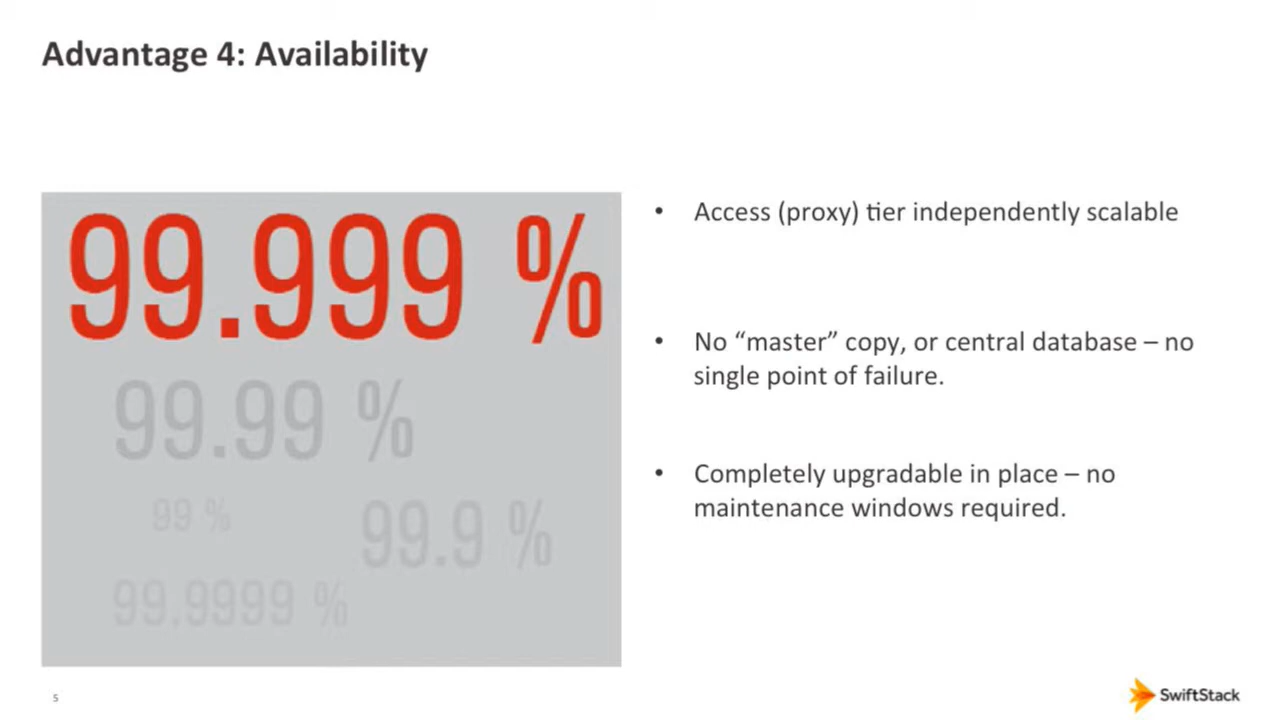 Advantage 4: Availability
99.999 %
99.99 %
99 %
99.9 %
99.9999 %
• Access (proxy) tier independently scalable
• No “master” copy, or central database – no
single point of failure.
• Completely upgradable in place – no
maintenance windows required.
5
SwiftStack